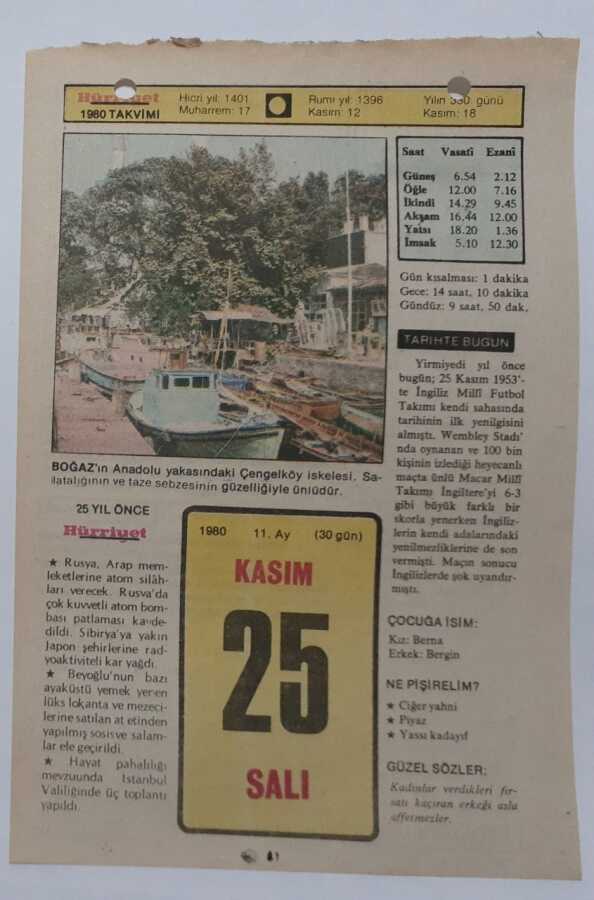 Hürriyet
1980 TAKVİMİ
Hicri yıl: 1401
Muharrem: 17
Rumi yıl: 1396
Kasım: 12
Yılın 330. günü
Kasım: 18
Saat Vasatî Ezanî
Güneş 6.54 2.12
Öğle 12.00 7.16
İkindi 14.29 9.45
Akşam 16.44 12.00
Yatsı 18.20 1.36
İmsak 5.10 12.30
Gün kısalması: 1 dakika
Gece: 14 saat, 10 dakika
Gündüz: 9 saat, 50 dak.
BOĞAZ'ın Anadolu yakasındaki Çengelköy iskelesi. Sa-
latalığının ve taze sebzesinin güzelliğiyle ünlüdür.
TARİHTE BUGÜN
Yirmiyedi yıl önce
bugün; 25 Kasım 1953'-
te İngiliz Millî Futbol
Takımı kendi sahasında
tarihinin ilk yenilgisini
almıştı. Wembley Stadı'
nda oynanan ve 100 bin
kişinin izlediği heyecanlı
maçta ünlü Macar Millî
Takımı İngiltere'yi 6-3
gibi büyük farklı bir
skorla yenerken İngiliz-
lerin kendi adalarındaki
yenilmezliklerine de son
vermişti. Maçın sonucu
İngilizlerde şok uyandır-
mıştı.
25 YIL ÖNCE
Hürriyet
★ Rusya, Arap mem-
leketlerine atom silâh-
ları verecek. Rusya'da
çok kuvvetli atom bom-
bası patlaması kayde-
dildi. Sibirya'ya yakın
Japon şehirlerine rad-
yoaktiviteli kar yağdı.
★ Beyoğlu'nun bazı
ayaküstü yemek yenen
lüks lokanta ve mezeci-
lerine satılan at etinden
yapılmış sosis ve salam-
lar ele geçirildi.
★ Hayat pahalılığı
mevzuunda İstanbul
Valiliğinde üç toplantı
yapıldı.
1980 11. Ay (30 gün)
KASIM
25
SALI
ÇOCUĞA İSİM:
Kız: Berna
Erkek: Bergin
NE PİŞİRELİM?
★ Ciğer yahni
★ Piyaz
★ Yassı kadayıf
GÜZEL SÖZLER:
Kadınlar verdikleri fır-
satı kaçıran erkeği asla
affetmezler.